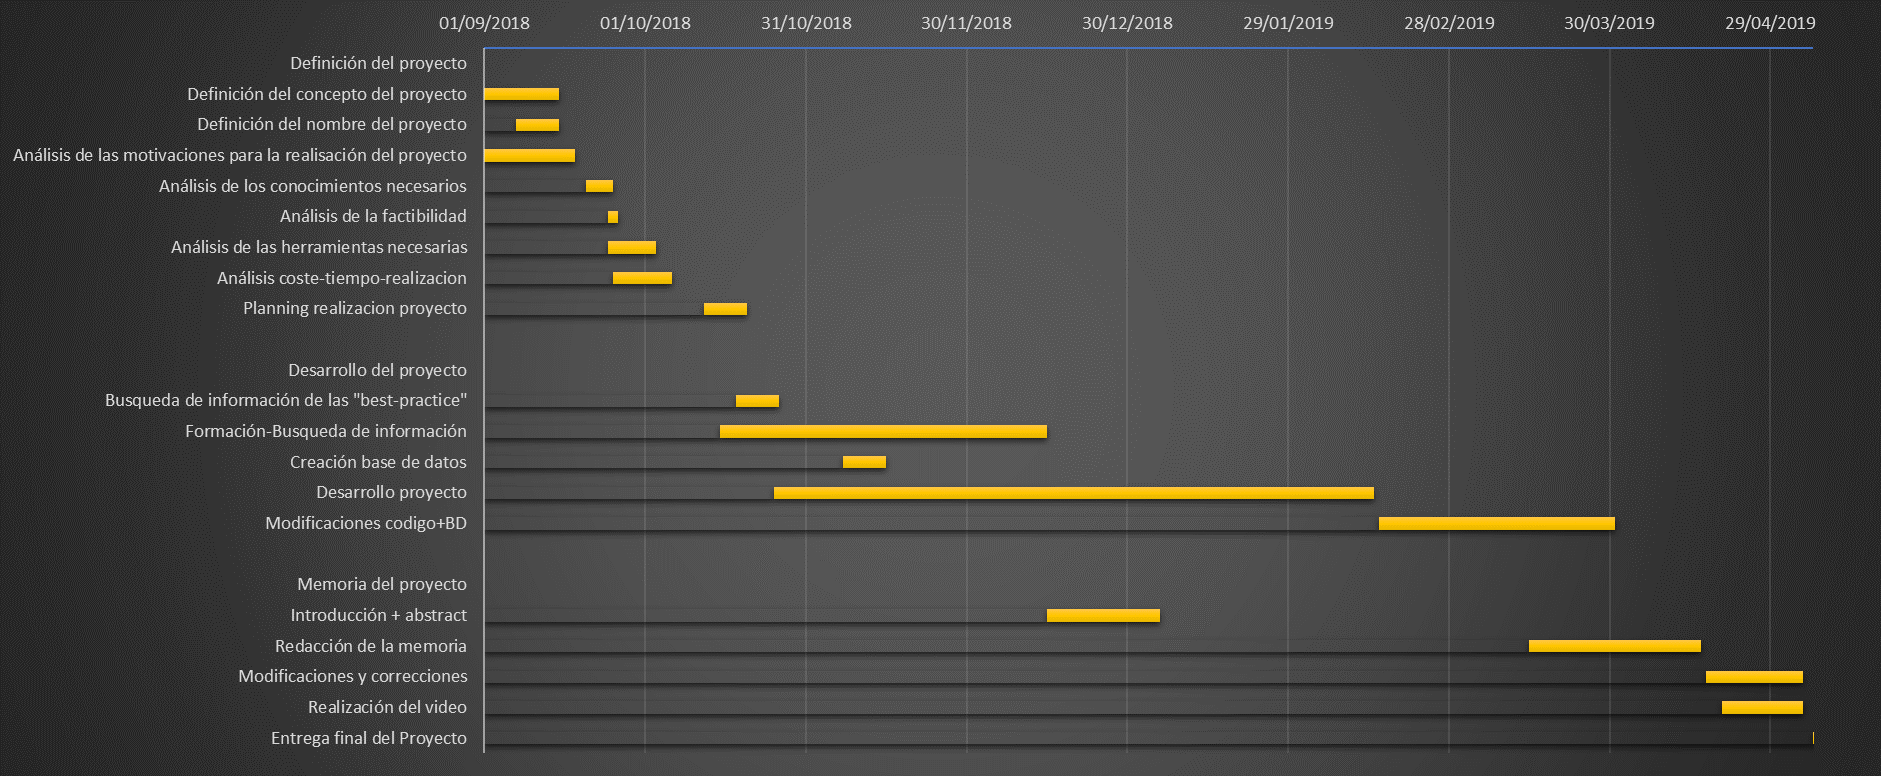 01/09/2018 01/10/2018 31/10/2018 30/11/2018 30/12/2018 29/01/2019 28/02/2019 30/03/2019 29/04/2019
Definición del proyecto
Definición del concepto del proyecto
Definición del nombre del proyecto
Análisis de las motivaciones para la realisación del proyecto
Análisis de los conocimientos necesarios
Análisis de la factibilidad
Análisis de las herramientas necesarias
Análisis coste-tiempo-realizacion
Planning realizacion proyecto
Desarrollo del proyecto
Busqueda de información de las "best-practice"
Formación-Busqueda de información
Creación base de datos
Desarrollo proyecto
Modificaciones codigo+BD
Memoria del proyecto
Introducción + abstract
Redacción de la memoria
Modificaciones y correcciones
Realización del video
Entrega final del Proyecto